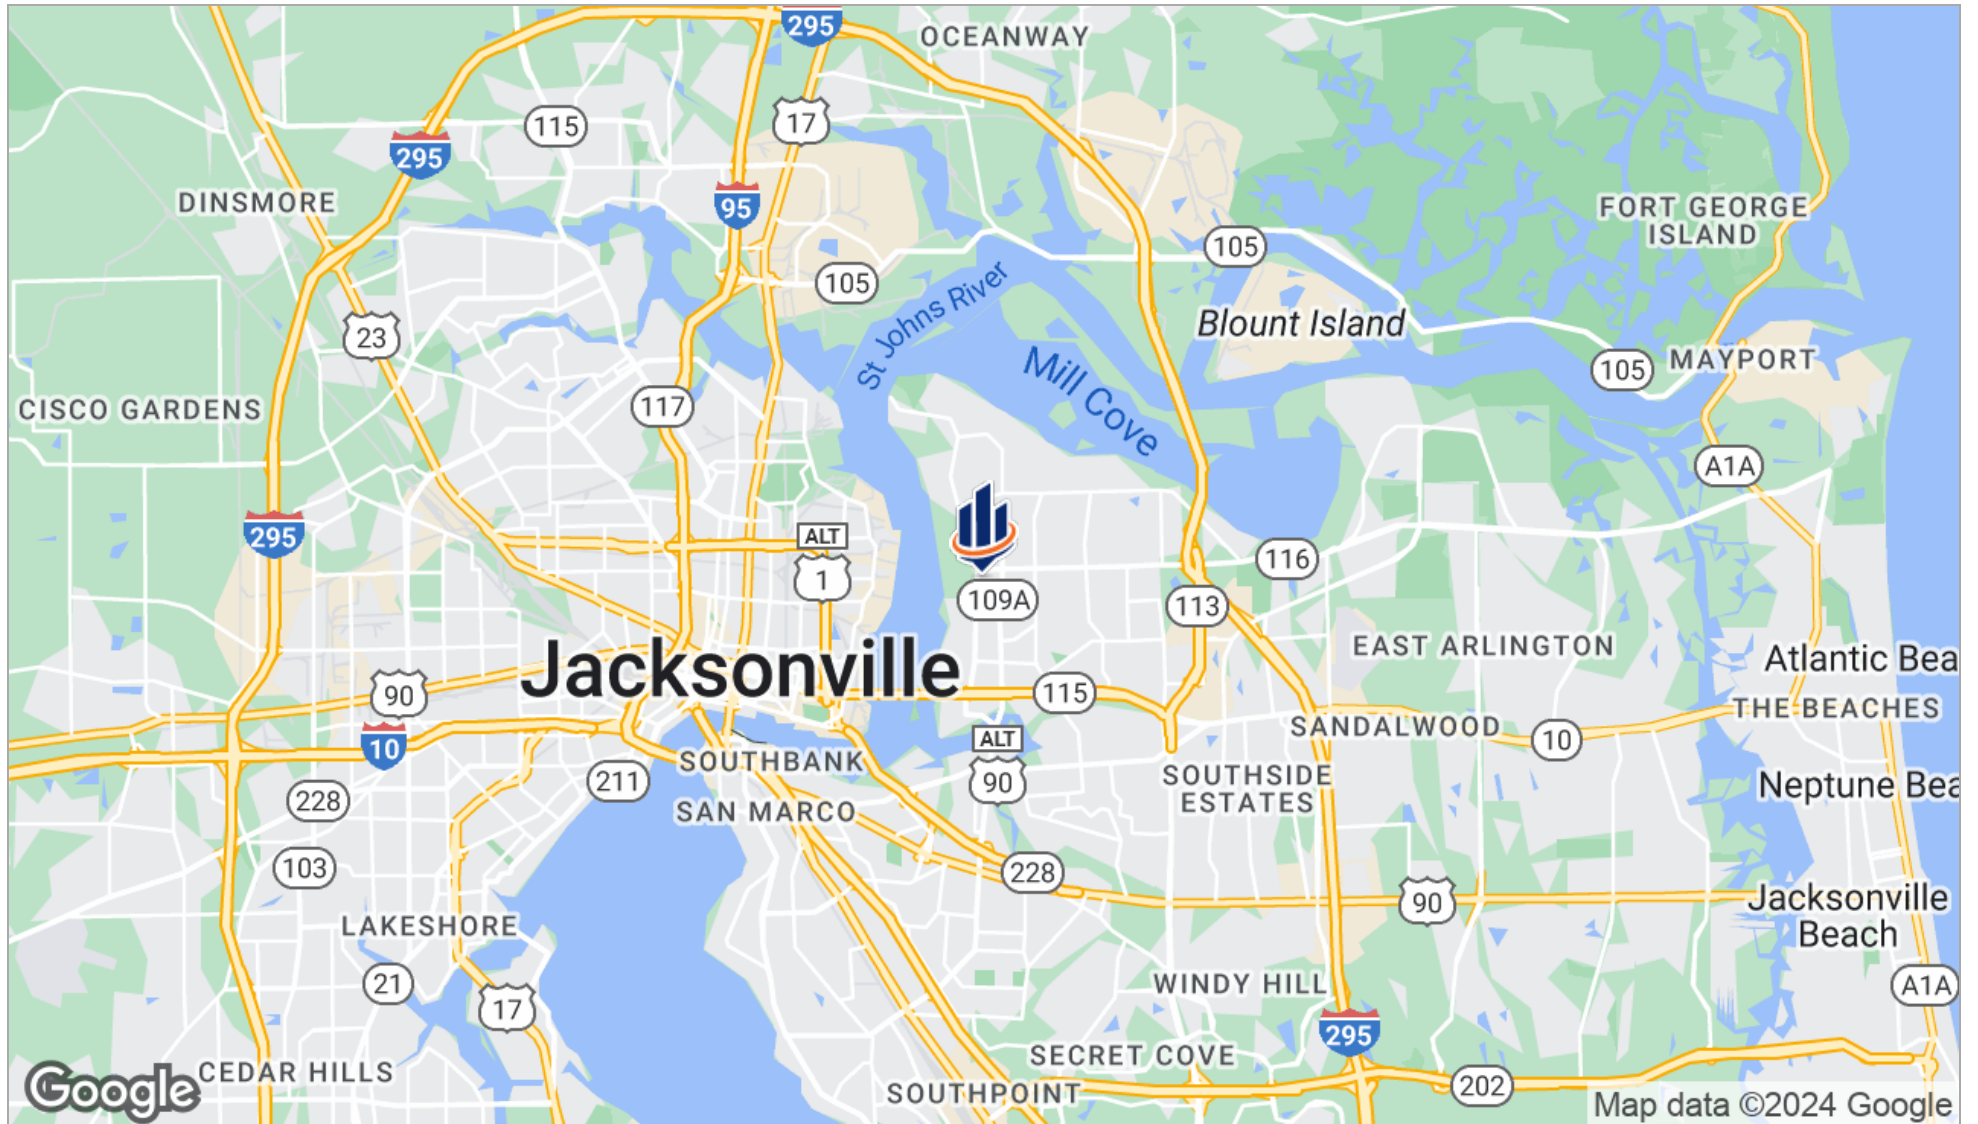 295
OCEANWAY
115
17
295
DINSMORE
95
FORT GEORGE
ISLAND
105
105
St Johns River
Blount Island
23
Mill Cove
105
MAYPORT
CISCO GARDENS
117
A1A
295
ALT
1
116
109A
113
EAST ARLINGTON
Jacksonville
Atlantic Bea
90
115
THE BEACHES
SANDALWOOD
10
ALT
90
10
SOUTHBANK
211
SOUTHSIDE
ESTATES
Neptune Bea
228
SAN MARCO
103
228
90
Jacksonville
Beach
LAKESHORE
21
17
WINDY HILL
A1A
295
SECRET COVE
CEDAR HILLS
SOUTHPOINT
202
Google
Map data ©2024 Google